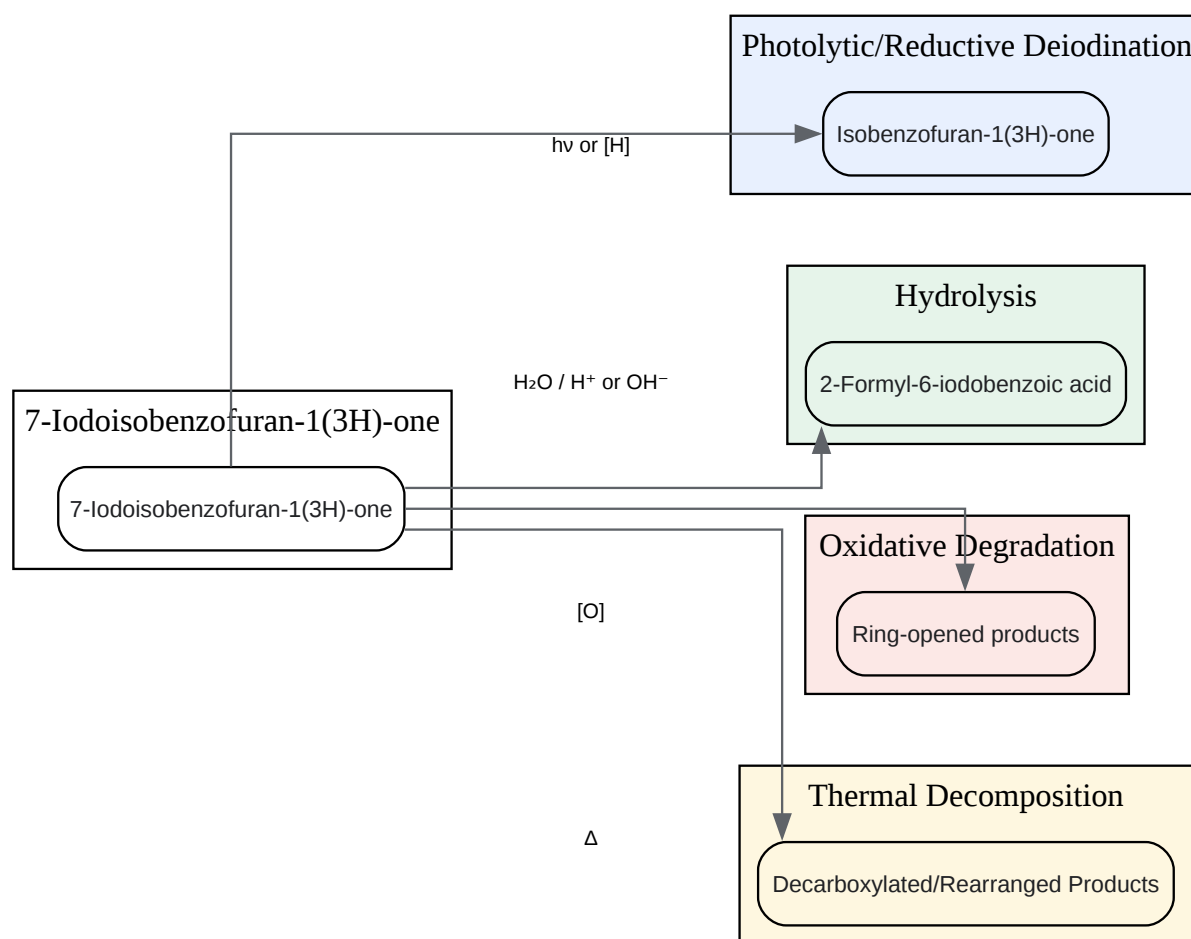 Photolytic/Reductive Deiodination
Isobenzofuran-1(3H)-one
hν or [H]
Hydrolysis
2-Formyl-6-iodobenzoic acid
H₂O / H⁺ or OH⁻
7-Iodoisobenzofuran-1(3H)-one
7-Iodoisobenzofuran-1(3H)-one
Oxidative Degradation
Ring-opened products
[O]
Thermal Decomposition
Decarboxylated/Rearranged Products
Δ